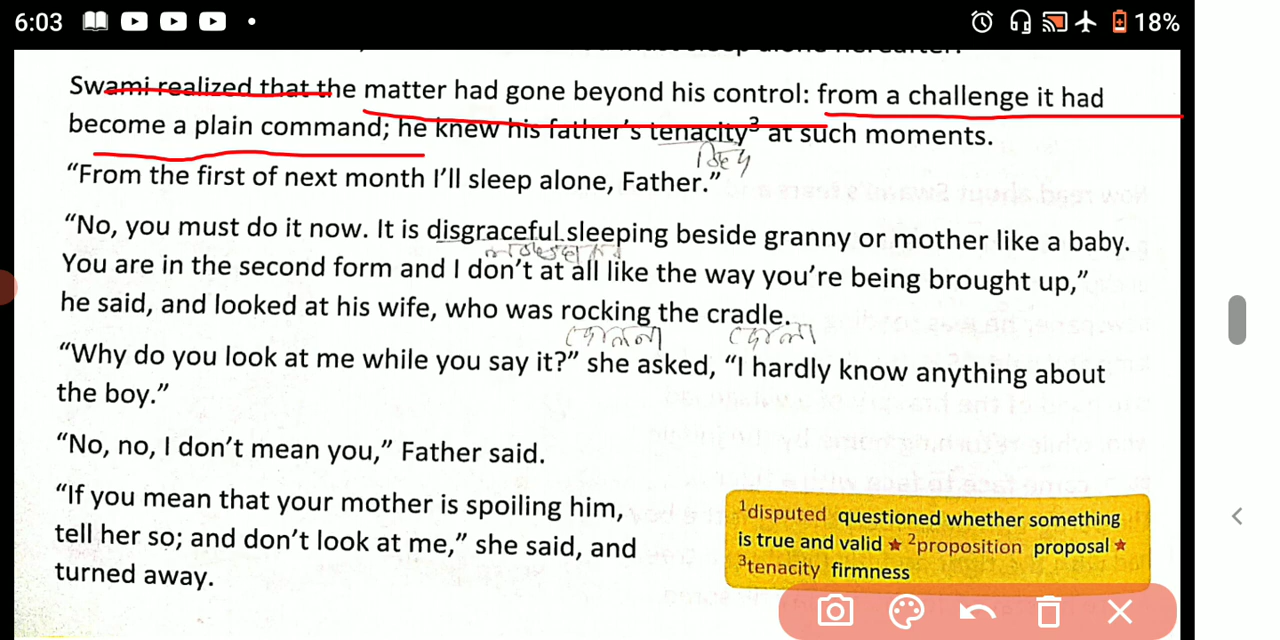 6:03
18%
Swami realized that the matter had gone beyond his control: from a challenge it had
become a plain command; he knew his father's tenacity³ at such moments.
“From the first of next month I'll sleep alone, Father.”
“No, you must do it now. It is disgraceful sleeping beside granny or mother like a baby.
You are in the second form and I don't at all like the way you're being brought up,”
he said, and looked at his wife, who was rocking the cradle.
“Why do you look at me while you say it?” she asked, “I hardly know anything about
the boy.”
“No, no, I don't mean you,” Father said.
“If you mean that your mother is spoiling him,
tell her so; and don't look at me,” she said, and
turned away.
¹disputed questioned whether something
is true and valid ★ ²proposition proposal ★
³tenacity firmness